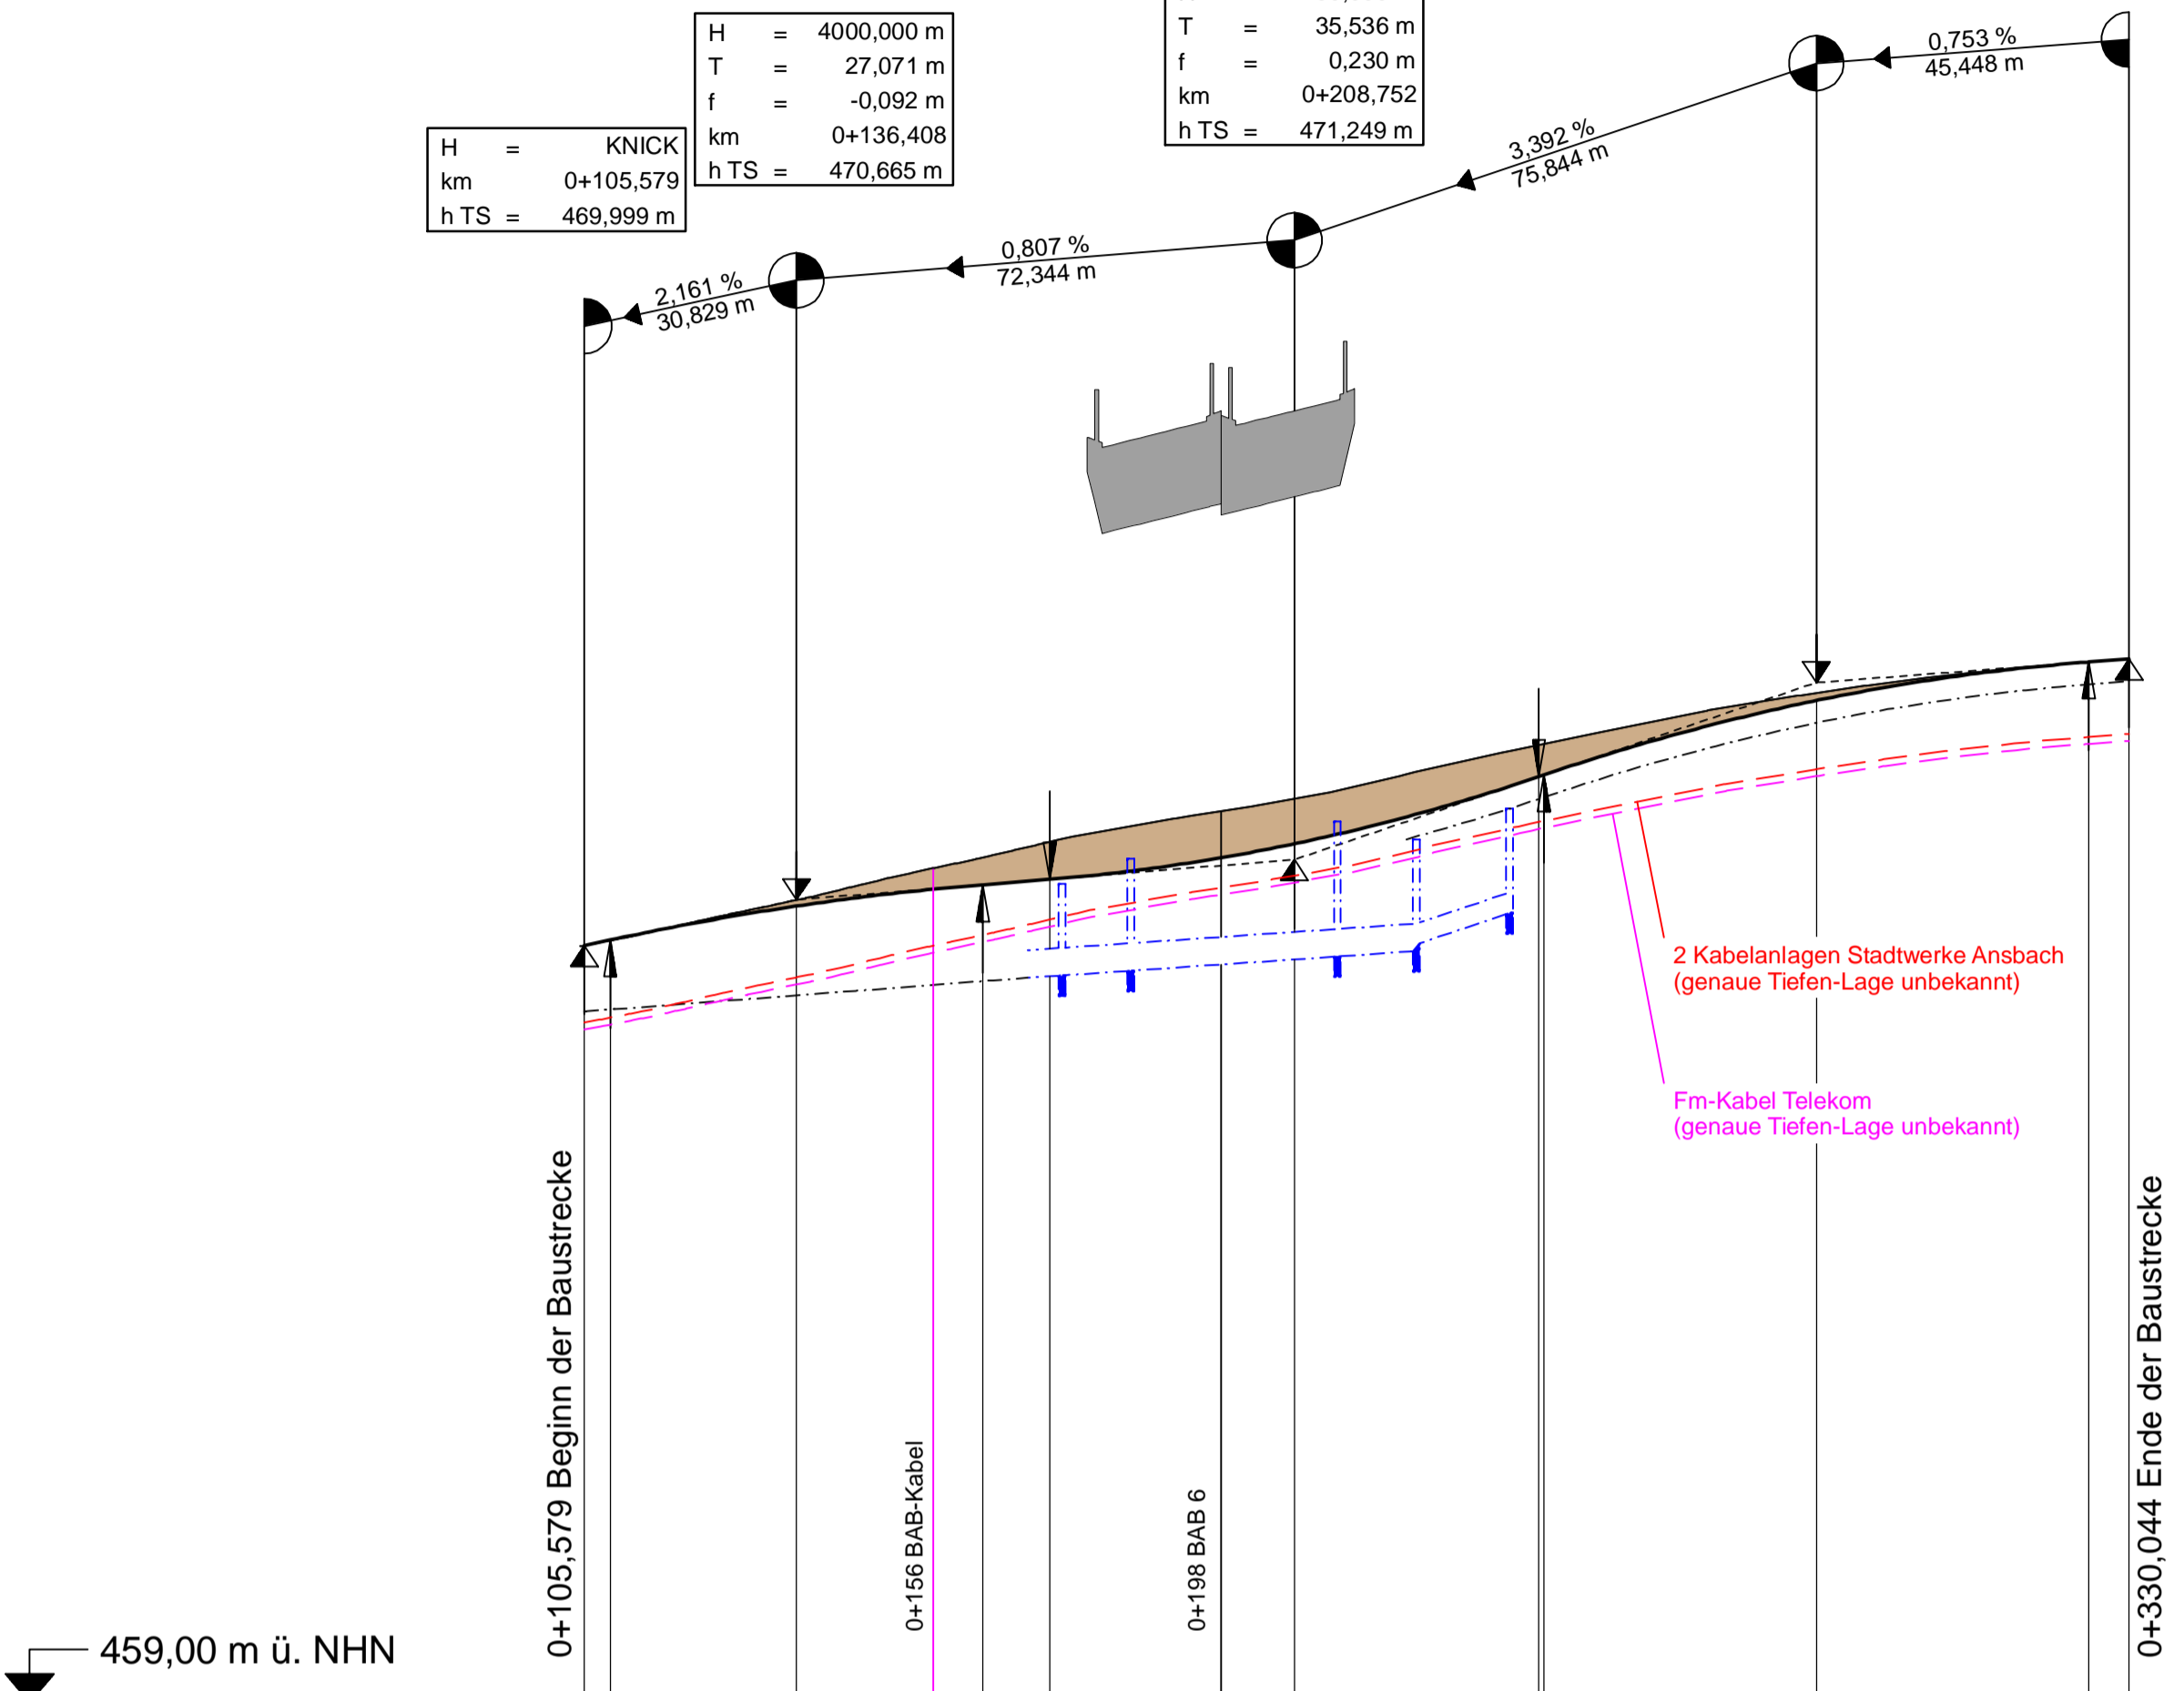 T = 35,536 m
f = 0,230 m
km 0+208,752
h TS = 471,249 m
H = 4000,000 m
T = 27,071 m
f = -0,092 m
km 0+136,408
h TS = 470,665 m
H = KNICK
km 0+105,579
h TS = 469,999 m
0,753 %
45,448 m
3,392 %
75,844 m
0,807 %
72,344 m
2,161 %
30,829 m
2 Kabelanlagen Stadtwerke Ansbach
(genaue Tiefen-Lage unbekannt)
Fm-Kabel Telekom
(genaue Tiefen-Lage unbekannt)
0+105,579 Beginn der Baustrecke
0+156 BAB-Kabel
0+198 BAB 6
0+330,044 Ende der Baustrecke
459,00 m ü. NHN